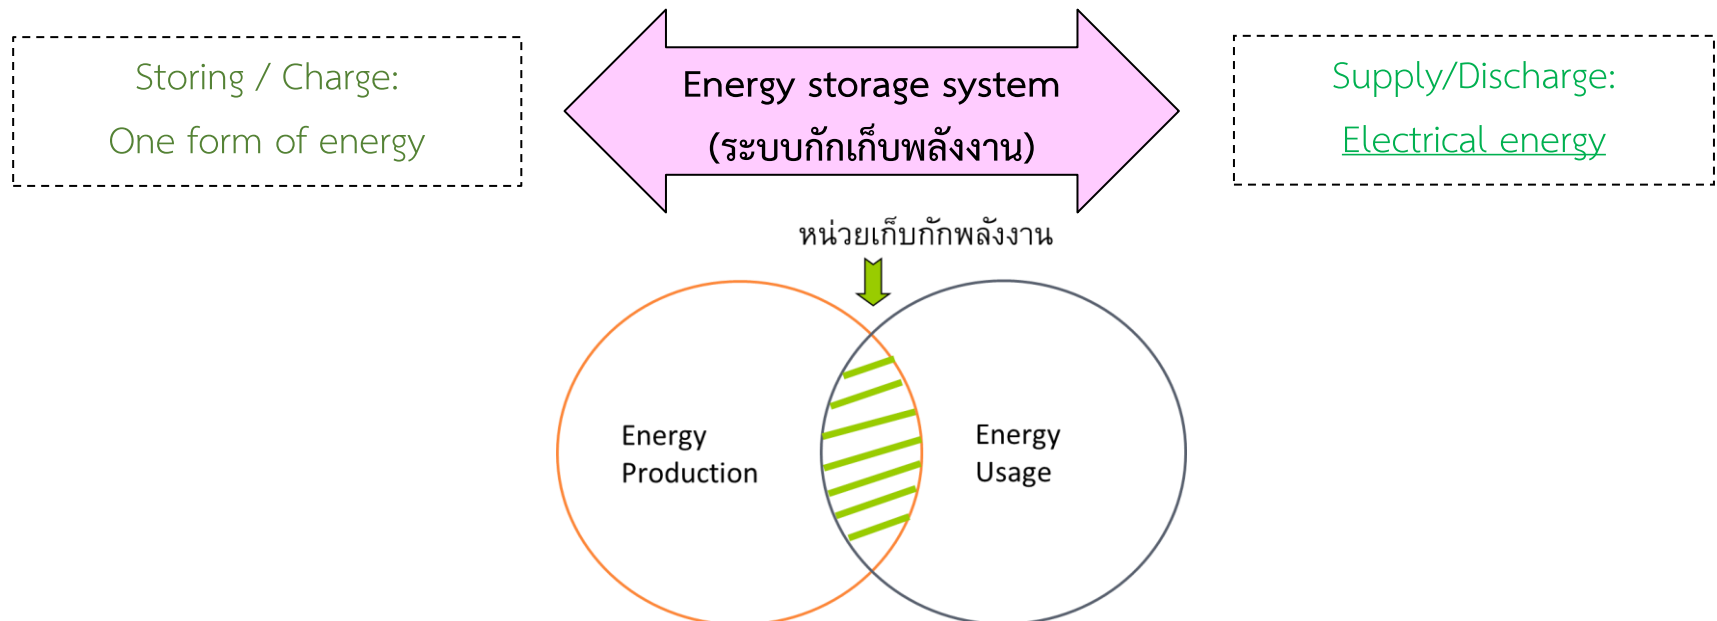 Storing / Charge:
One form of energy
Energy storage system
(ระบบกักเก็บพลังงาน)
Supply/Discharge:
Electrical energy
หน่วยเก็บกักพลังงาน
Energy
Production
Energy
Usage